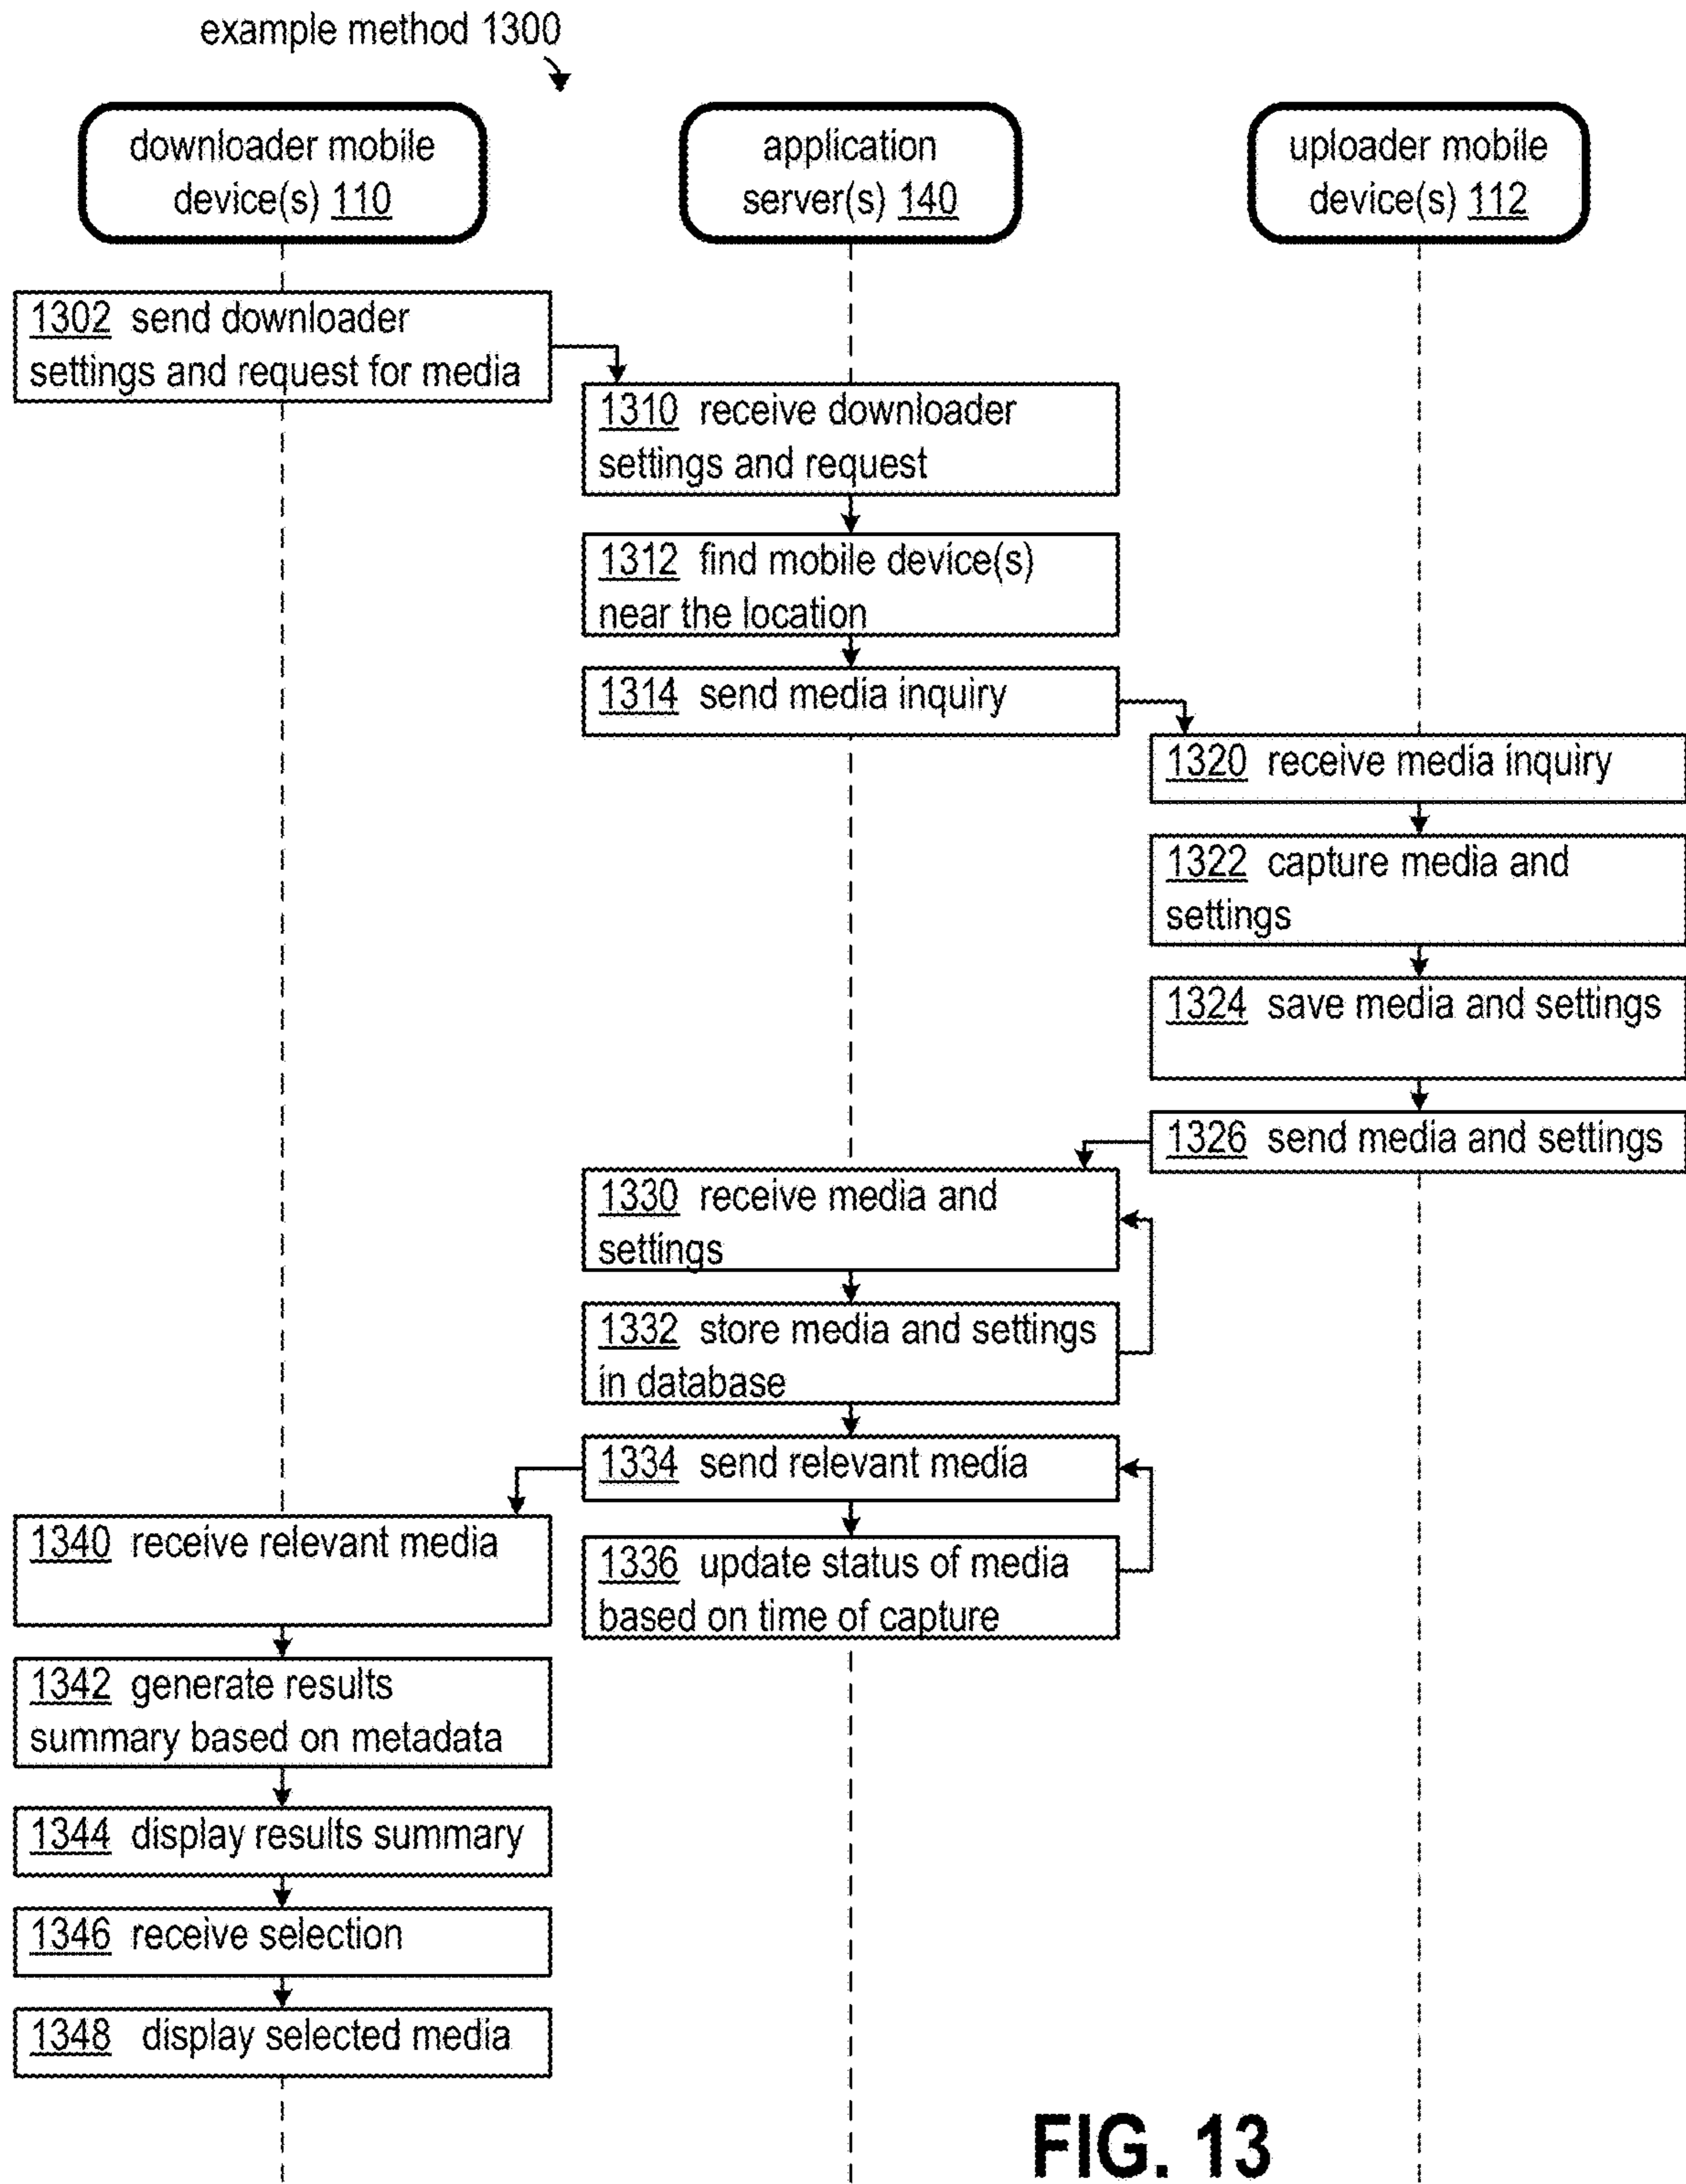 example method 1300
downloader mobile
device(s) 110
application
server(s) 140
uploader mobile
device(s) 112
1302 send downloader
settings and request for media
1310 receive downloader
settings and request
1312 find mobile device(s)
near the location
1314 send media inquiry
1320 receive media inquiry
1322 capture media and
settings
1324 save media and settings
1326 send media and settings
1330 receive media and
settings
1332 store media and settings
in database
1334 send relevant media
1340 receive relevant media
1336 update status of media
based on time of capture
1342 generate results
summary based on metadata
1344 display results summary
1346 receive selection
1348 display selected media
FIG. 13